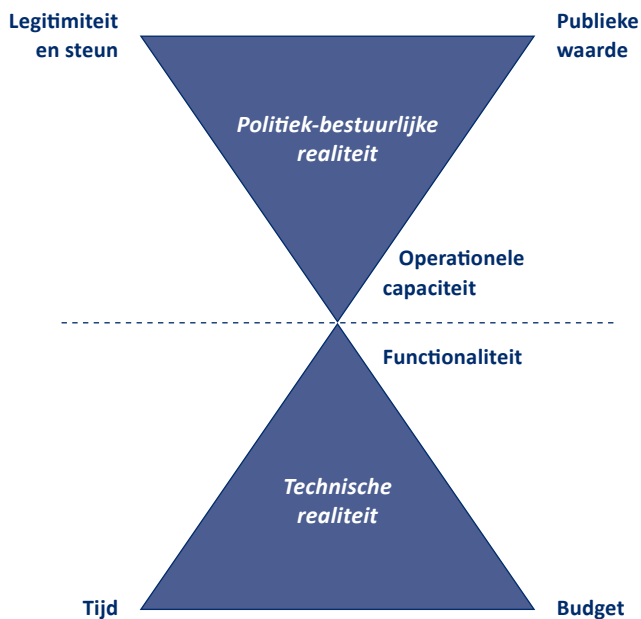 Legitimiteit
en steun
Publieke
waarde
Politiek-bestuurlijke
realiteit
Operationele
capaciteit
Functionaliteit
Technische
realiteit
Tijd
Budget